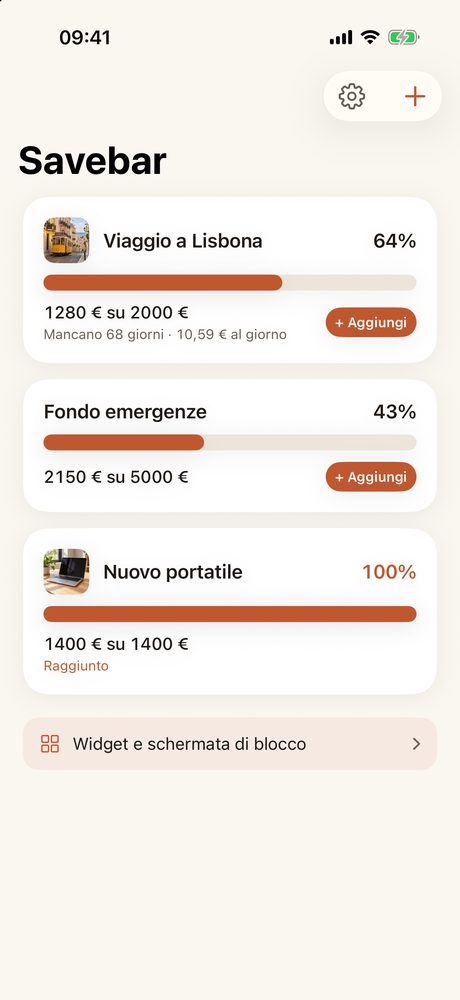 09:41
Savebar
Viaggio a Lisbona 64%
1280 € su 2000 €
Mancano 68 giorni · 10,59 € al giorno
+ Aggiungi
Fondo emergenze 43%
2150 € su 5000 €
+ Aggiungi
Nuovo portatile 100%
1400 € su 1400 €
Raggiunto
Widget e schermata di blocco